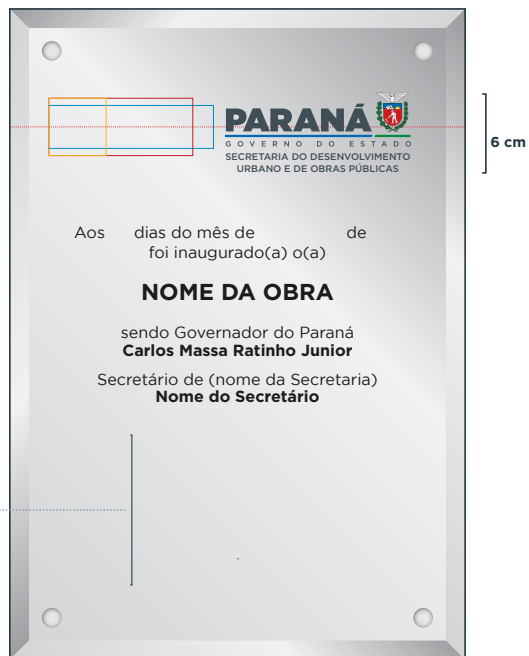 PARANÁ
GOVERNO DO ESTADO
SECRETARIA DO DESENVOLVIMENTO
URBANO E DE OBRAS PÚBLICAS
6 cm
Aos dias do mês de de
foi inaugurado(a) o(a)
NOME DA OBRA
sendo Governador do Paraná
Carlos Massa Ratinho Junior
Secretário de (nome da Secretaria)
Nome do Secretário